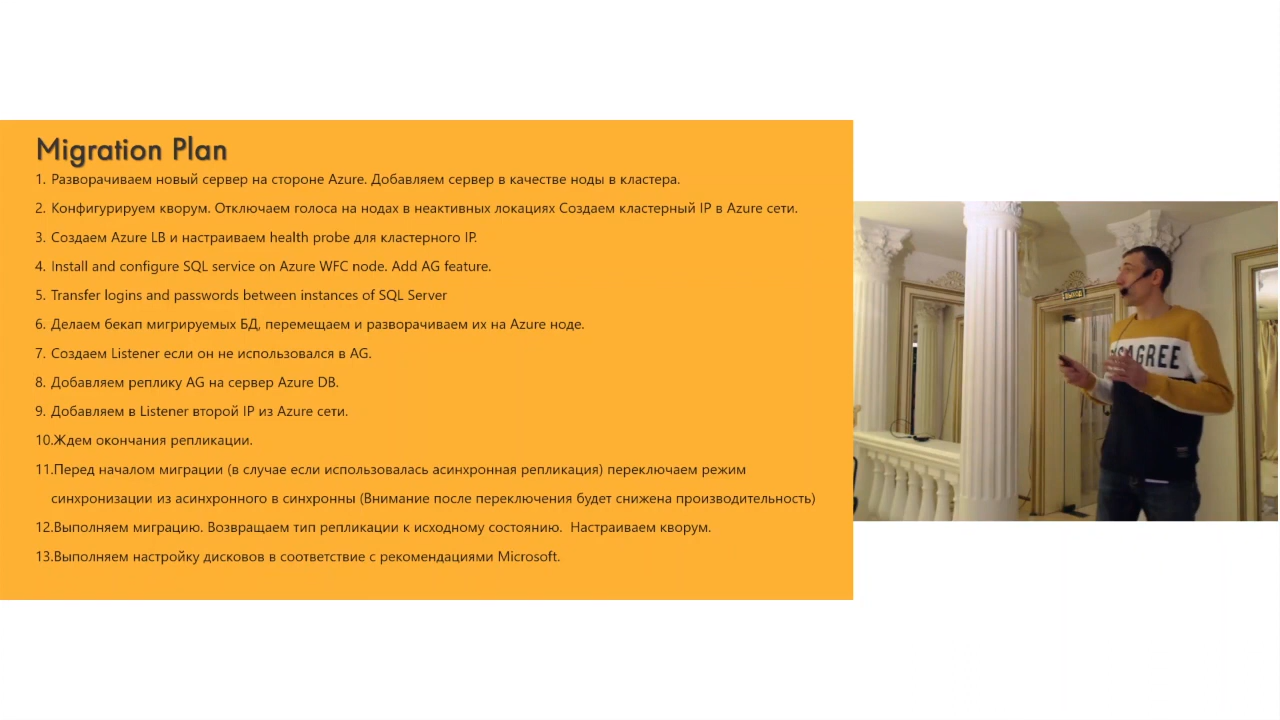 Migration Plan
1. Разворачиваем новый сервер на стороне Azure. Добавляем сервер в качестве ноды в кластера.
2. Конфигурируем кворум. Отключаем голоса на нодах в неактивных локациях Создаем кластерный IP в Azure сети.
3. Создаем Azure LB и настраиваем health probe для кластерного IP.
4. Install and configure SQL service on Azure WFC node. Add AG feature.
5. Transfer logins and passwords between instances of SQL Server
6. Делаем бекап мигрируемых БД, перемещаем и разворачиваем их на Azure ноде.
7. Создаем Listener если он не использовался в AG.
8. Добавляем реплику AG на сервер Azure DB.
9. Добавляем в Listener второй IP из Azure сети.
10.Ждем окончания репликации.
11.Перед началом миграции (в случае если использовалась асинхронная репликация) переключаем режим
синхронизации из асинхронного в синхронны (Внимание после переключения будет снижена производительность)
12.Выполняем миграцию. Возвращаем тип репликации к исходному состоянию. Настраиваем кворум.
13.Выполняем настройку дисковов в соответствие с рекомендациями Microsoft.
ВЫХОД
ISAGREE